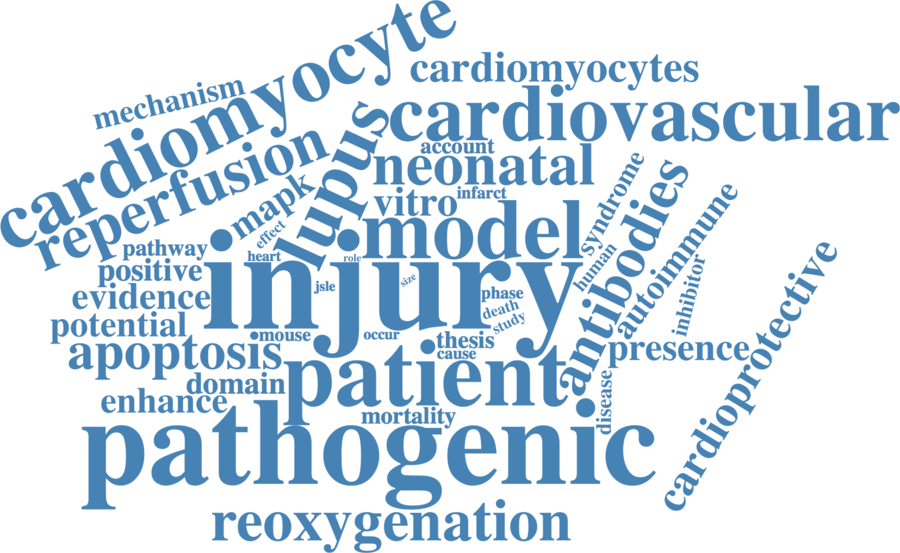 cardiomyocyte
cardiomyocytes
mechanism
cardiovascular
reperfusion
lupus
account
neonatal
syndrome
antibodies
mapk
vitro
infarct
autoimmune
effect
model
pathway
heart
role
human
cardioprotective
positive
injury
size
inhibitor
evidence
jsle
phase
death
study
potential
mouse
occur
thesis
cause
presence
apoptosis
patient
domain
disease
enhance
mortality
pathogenic
reoxygenation